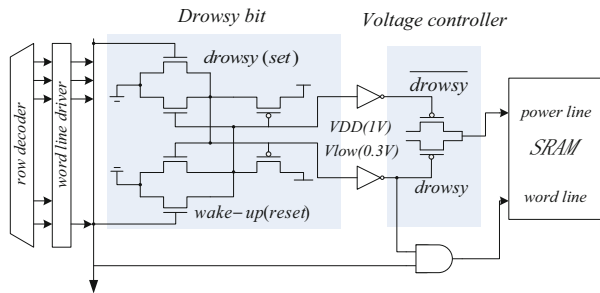 Drowsy bit
Voltage controller
row decoder
word line driver
drowsy (set)
drowsy
VDD(1V)
Vlow(0.3V)
drowsy
wake-up(reset)
power line
SRAM
word line